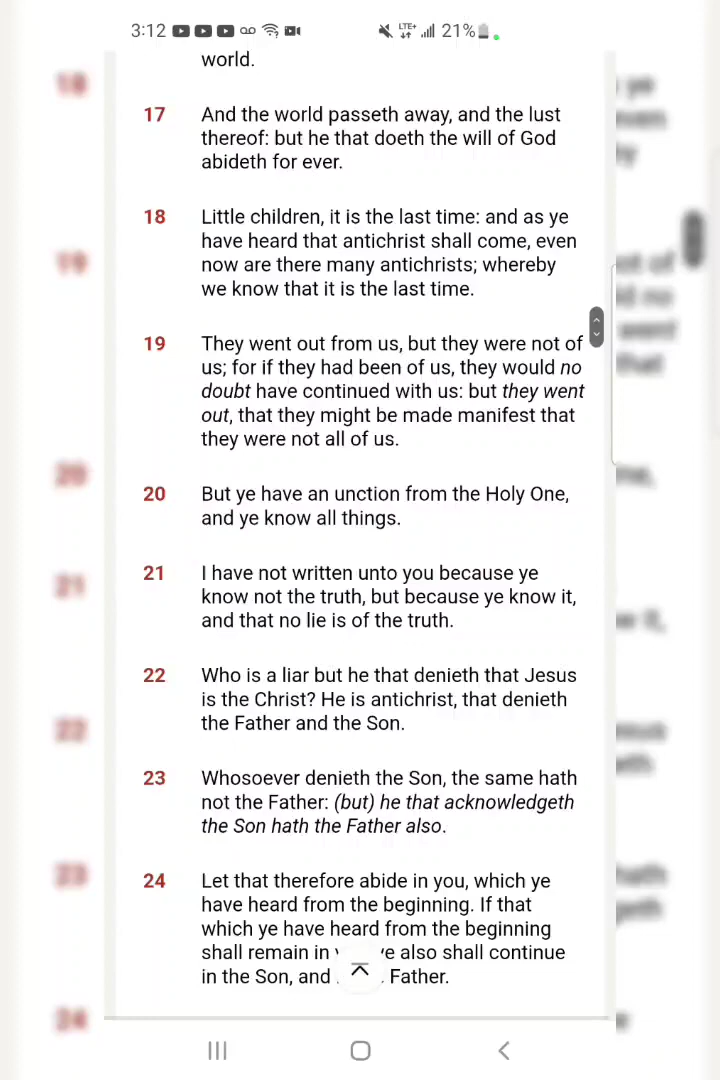 3:12 LTE+ 21%
world.
17 And the world passeth away, and the lust
thereof: but he that doeth the will of God
abideth for ever.
18 Little children, it is the last time: and as ye
have heard that antichrist shall come, even
now are there many antichrists; whereby
we know that it is the last time.
19 They went out from us, but they were not of
us; for if they had been of us, they would no
doubt have continued with us: but they went
out, that they might be made manifest that
they were not all of us.
20 But ye have an unction from the Holy One,
and ye know all things.
21 I have not written unto you because ye
know not the truth, but because ye know it,
and that no lie is of the truth.
22 Who is a liar but he that denieth that Jesus
is the Christ? He is antichrist, that denieth
the Father and the Son.
23 Whosoever denieth the Son, the same hath
not the Father: (but) he that acknowledgeth
the Son hath the Father also.
24 Let that therefore abide in you, which ye
have heard from the beginning. If that
which ye have heard from the beginning
shall remain in also shall continue
in the Son, and Father.